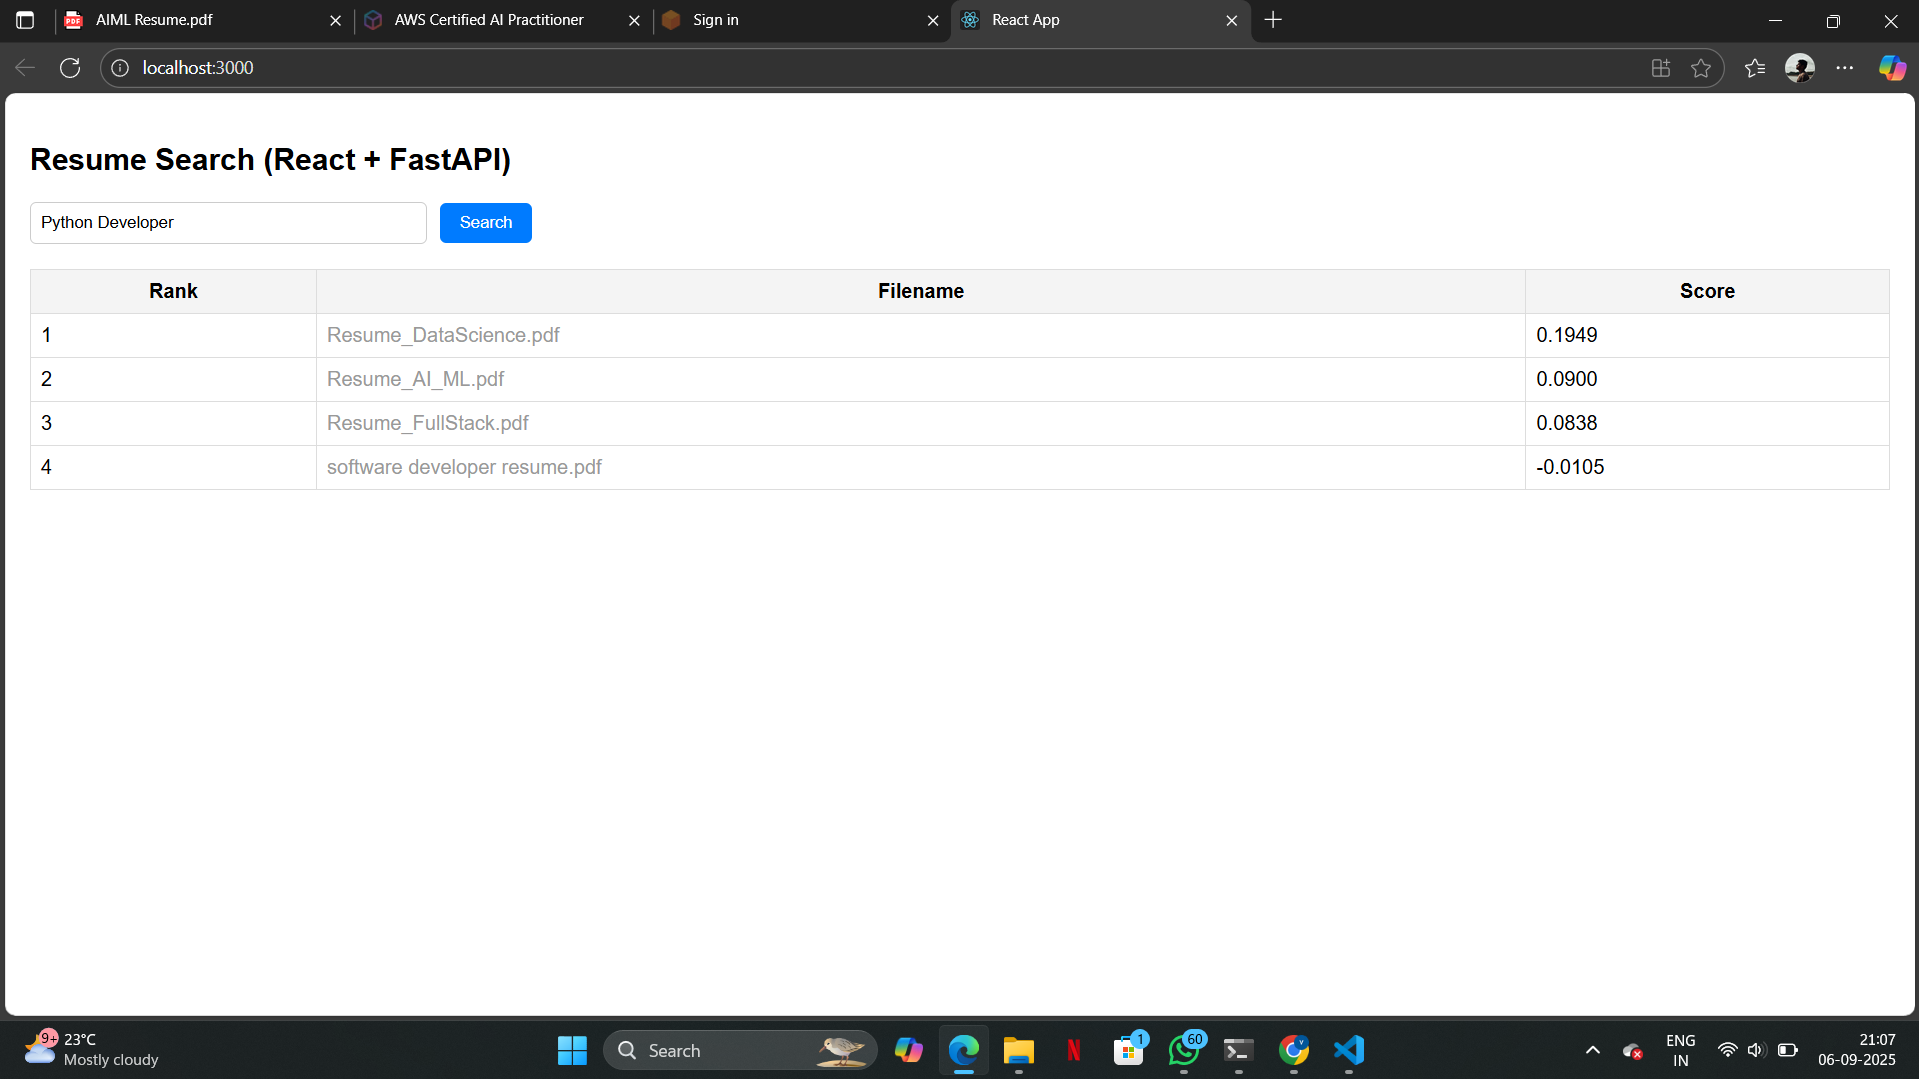 AIML Resume.pdf
AWS Certified AI Practitioner
Sign in
React App
localhost:3000
Resume Search (React + FastAPI)
Python Developer
Search
Rank Filename Score
1 Resume_DataScience.pdf 0.1949
2 Resume_AI_ML.pdf 0.0900
3 Resume_FullStack.pdf 0.0838
4 software developer resume.pdf -0.0105
9+
23°C
Mostly cloudy
Search
1
60
ENG
IN
21:07
06-09-2025